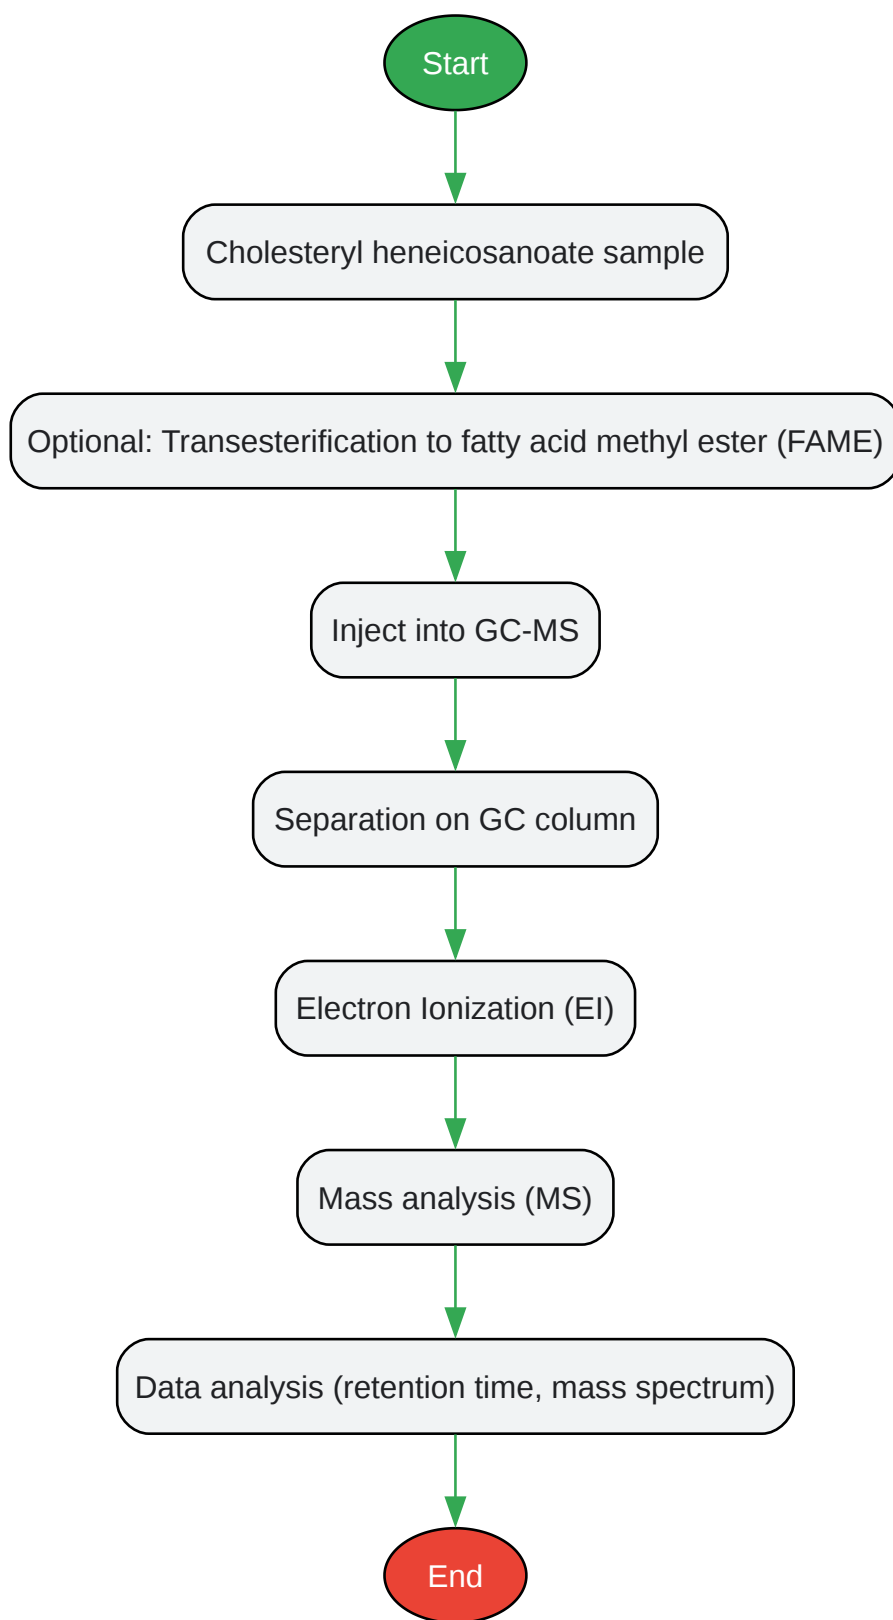 Start
Cholesteryl heneicosanoate sample
Optional: Transesterification to fatty acid methyl ester (FAME)
Inject into GC-MS
Separation on GC column
Electron Ionization (EI)
Mass analysis (MS)
Data analysis (retention time, mass spectrum)
End